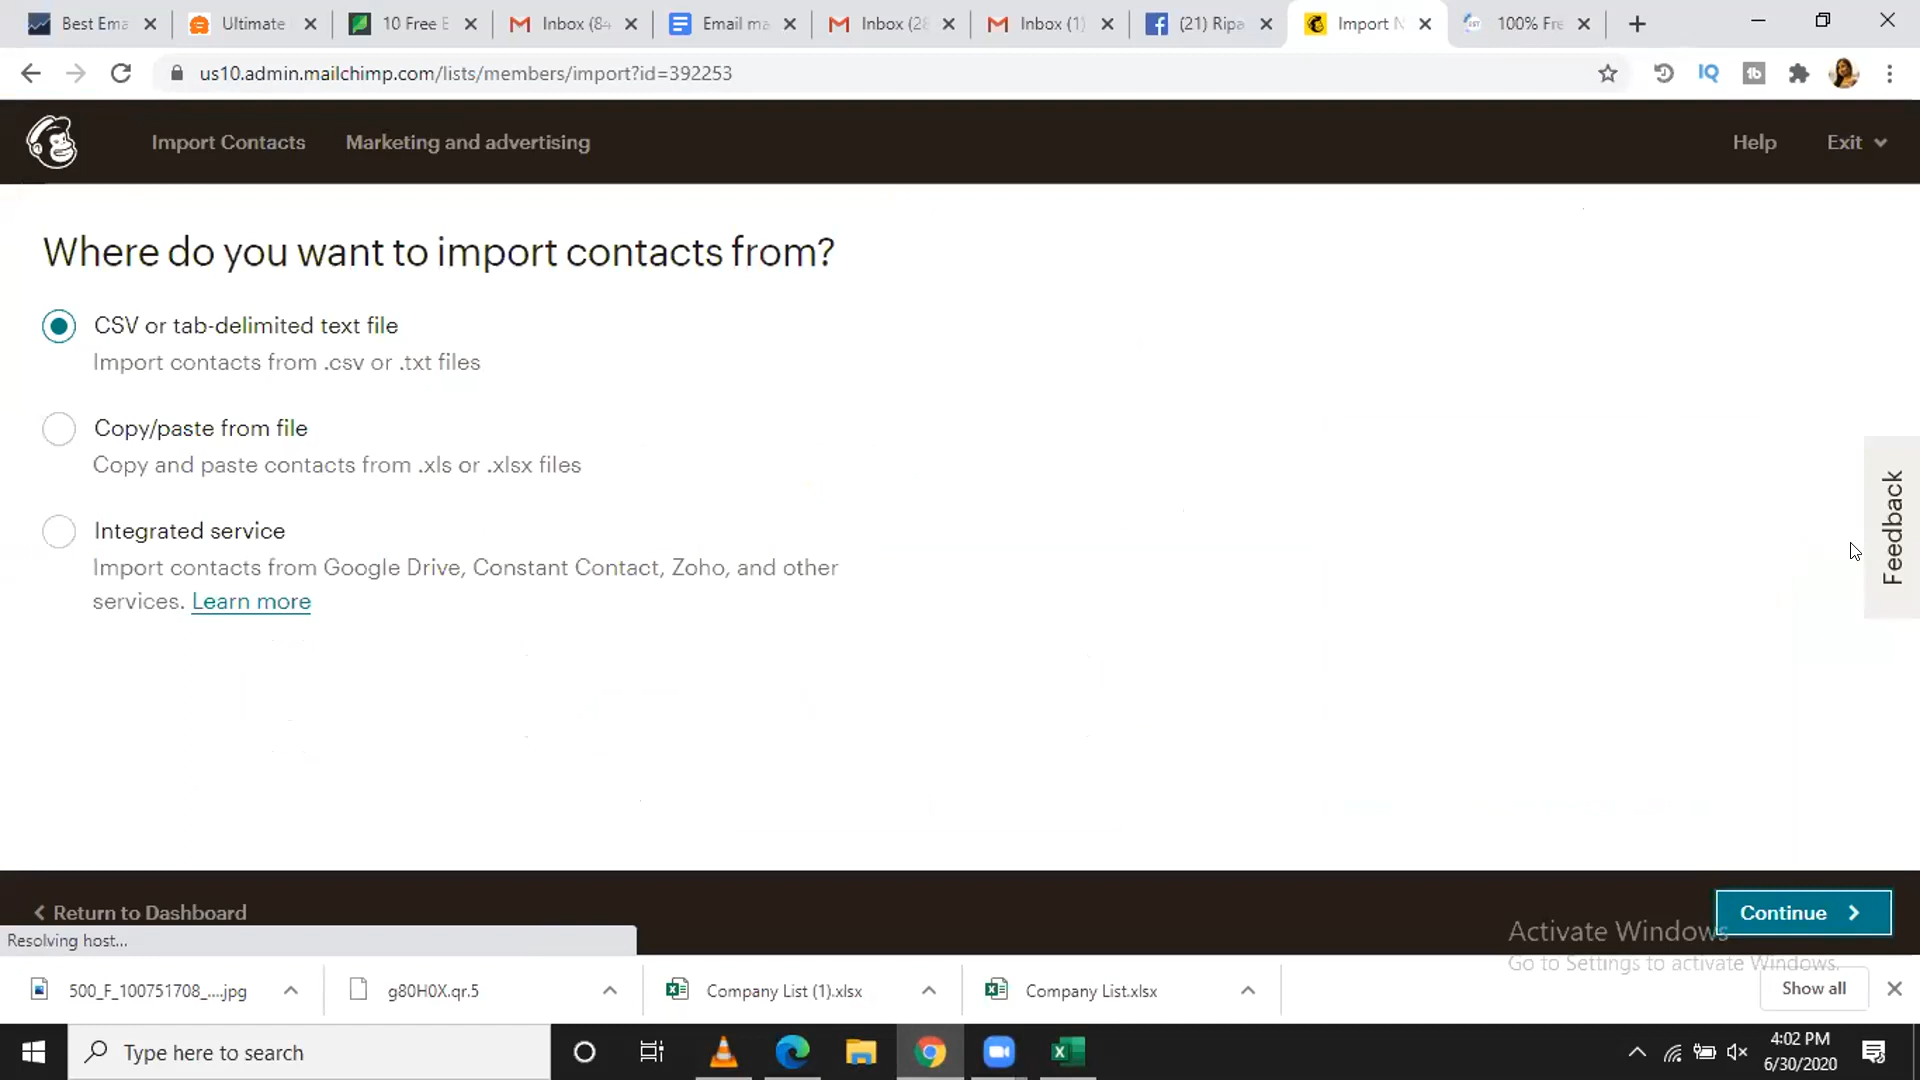 Best Ema
Ultimate
10 Free E
Inbox (84
Email ma
Inbox (28
Inbox (1)
(21) Ripa
Import N
100% Fre
us10.admin.mailchimp.com/lists/members/import?id=392253
IQ
tb
Import Contacts
Marketing and advertising
Help
Exit
Where do you want to import contacts from?
CSV or tab-delimited text file
Import contacts from .csv or .txt files
Copy/paste from file
Copy and paste contacts from .xls or .xlsx files
Integrated service
Import contacts from Google Drive, Constant Contact, Zoho, and other
services. Learn more
Feedback
Return to Dashboard
Continue
Resolving host...
Activate Windows
Go to Settings to activate Windows.
500_F_100751708_....jpg
g80H0X.qr.5
Company List (1).xlsx
Company List.xlsx
Show all
Type here to search
4:02 PM
6/30/2020